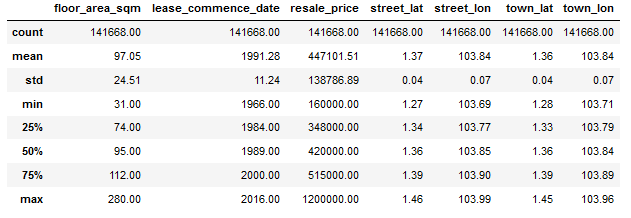 floor_area_sqm lease_commence_date resale_price street_lat street_lon town_lat town_lon
count 141668.00 141668.00 141668.00 141668.00 141668.00 141668.00 141668.00
mean 97.05 1991.28 447101.51 1.37 103.84 1.36 103.84
std 24.51 11.24 138786.89 0.04 0.07 0.04 0.07
min 31.00 1966.00 160000.00 1.27 103.69 1.28 103.71
25% 74.00 1984.00 348000.00 1.34 103.77 1.33 103.79
50% 95.00 1989.00 420000.00 1.36 103.85 1.36 103.84
75% 112.00 2000.00 515000.00 1.39 103.90 1.39 103.89
max 280.00 2016.00 1200000.00 1.46 103.99 1.45 103.96